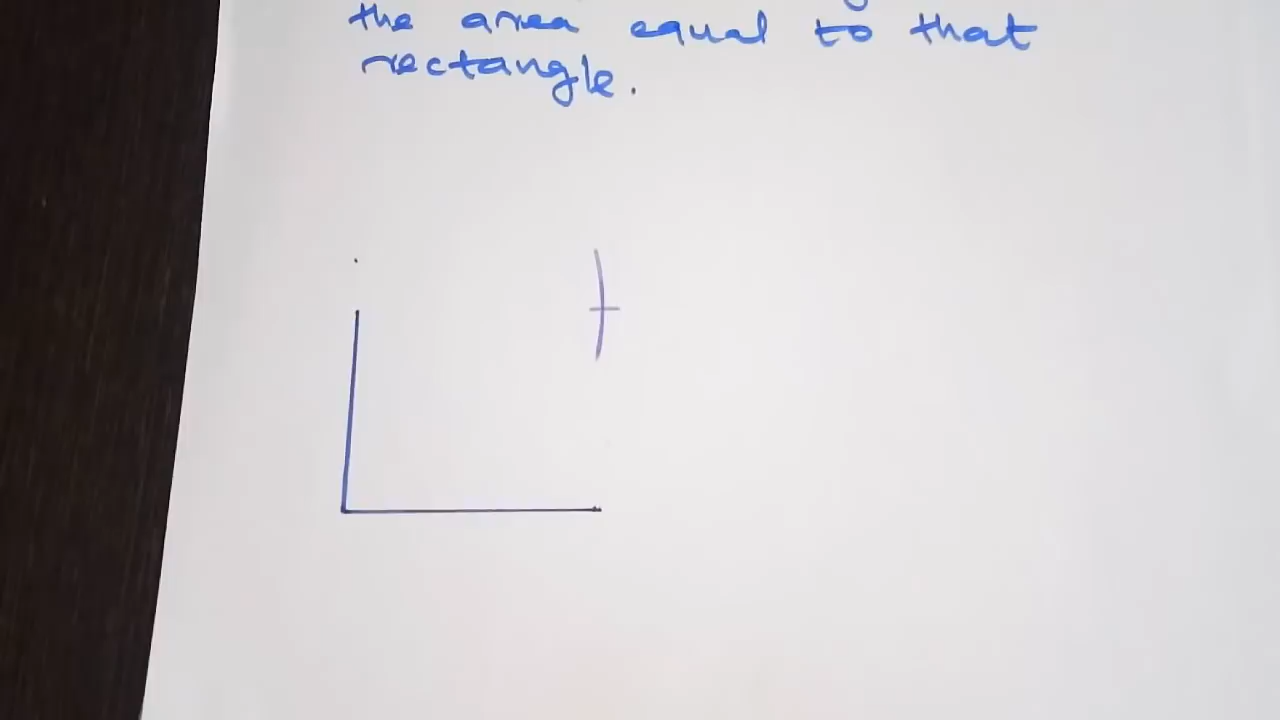 the area equal to that
rectangle.